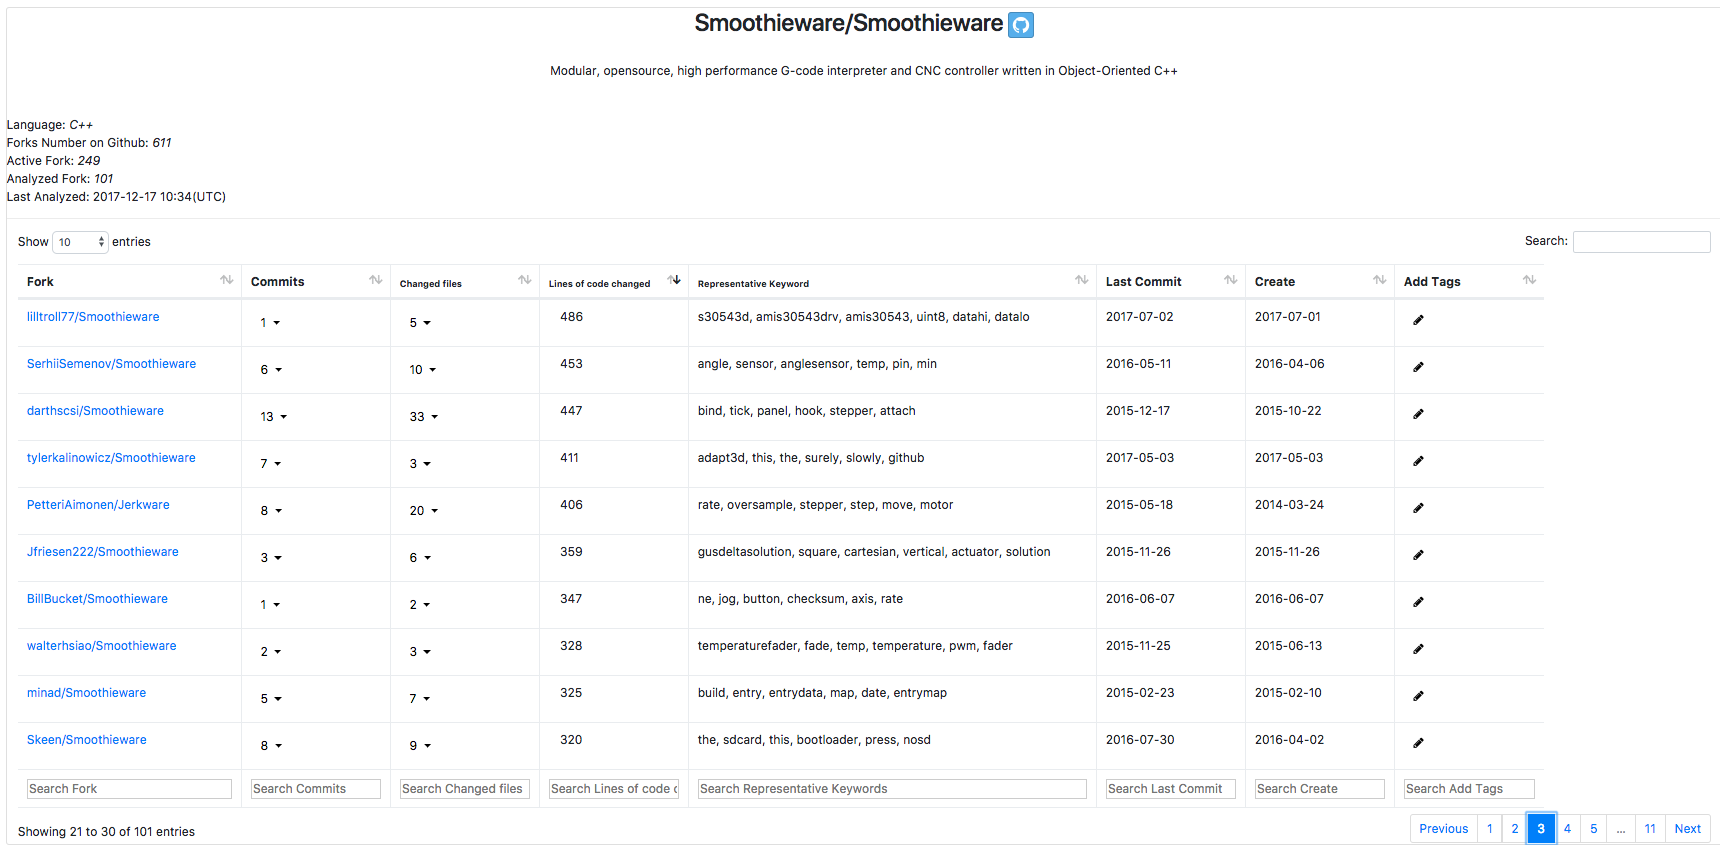 Smoothieware/Smoothieware
Modular, opensource, high performance G-code interpreter and CNC controller written in Object-Oriented C++
Language: C++
Forks Number on Github: 611
Active Fork: 249
Analyzed Fork: 101
Last Analyzed: 2017-12-17 10:34(UTC)
Show 10 entries Search:
Fork Commits Changed files Lines of code changed Representative Keyword Last Commit Create Add Tags
lilltroll77/Smoothieware 1 5 486 s30543d, amis30543drv, amis30543, uint8, datahi, datalo 2017-07-02 2017-07-01
SerhiiSemenov/Smoothieware 6 10 453 angle, sensor, anglesensor, temp, pin, min 2016-05-11 2016-04-06
darthscsi/Smoothieware 13 33 447 bind, tick, panel, hook, stepper, attach 2015-12-17 2015-10-22
tylerkalinowicz/Smoothieware 7 3 411 adapt3d, this, the, surely, slowly, github 2017-05-03 2017-05-03
PetteriAimonen/Jerkware 8 20 406 rate, oversample, stepper, step, move, motor 2015-05-18 2014-03-24
Jfriesen222/Smoothieware 3 6 359 gusdeltasolution, square, cartesian, vertical, actuator, solution 2015-11-26 2015-11-26
BillBucket/Smoothieware 1 2 347 ne, jog, button, checksum, axis, rate 2016-06-07 2016-06-07
walterhsiao/Smoothieware 2 3 328 temperaturefader, fade, temp, temperature, pwm, fader 2015-11-25 2015-06-13
minad/Smoothieware 5 7 325 build, entry, entrydata, map, date, entrymap 2015-02-23 2015-02-10
Skeen/Smoothieware 8 9 320 the, sdcard, this, bootloader, press, nosd 2016-07-30 2016-04-02
Search Fork Search Commits Search Changed files Search Lines of code c Search Representative Keywords Search Last Commit Search Create Search Add Tags
Showing 21 to 30 of 101 entries Previous 1 2 3 4 5 ... 11 Next